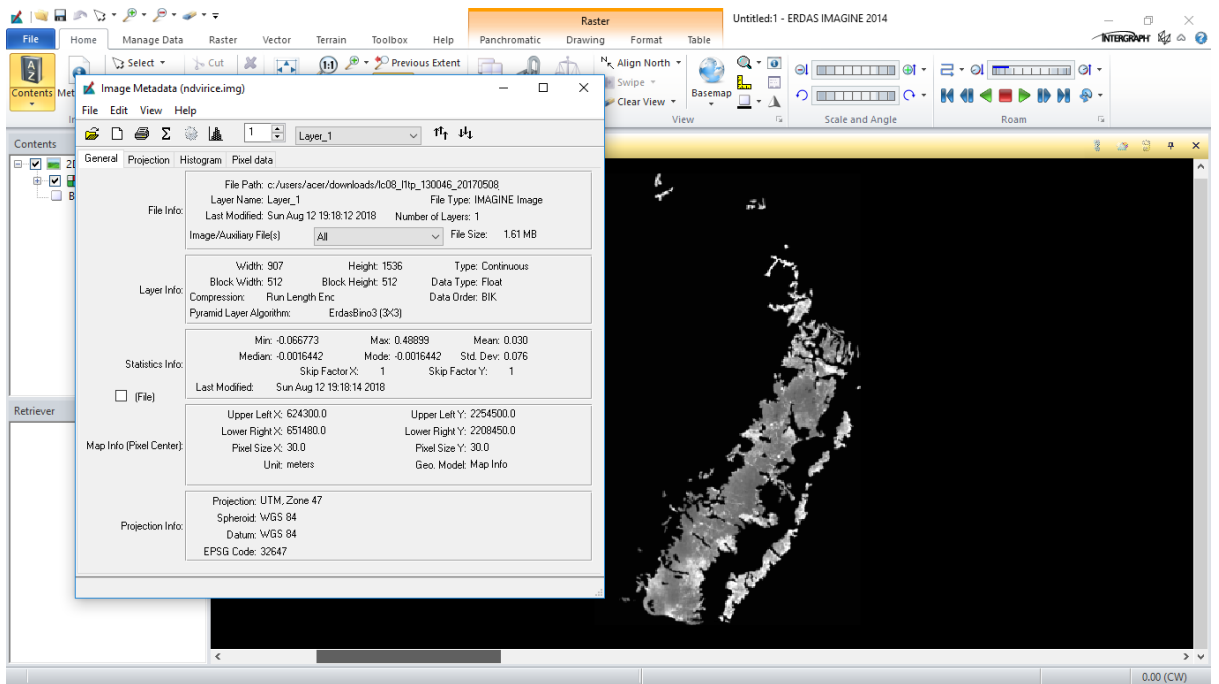 Raster
Untitled:1 - ERDAS IMAGINE 2014
File Home Manage Data Raster Vector Terrain Toolbox Help Panchromatic Drawing Format Table
INTERGRAPH
A
Z
Select
Cut
1:1
Previous Extent
Align North
Swipe
Clear View
Contents
Basemap
View
Scale and Angle
Roam
Contents
Retriever
Image Metadata (ndvirice.img)
File Edit View Help
1 Layer_1
General Projection Histogram Pixel data
File Info:
File Path: c:/users/acer/downloads/lc08_l1tp_130046_20170508
Layer Name: Layer_1 File Type: IMAGINE Image
Last Modified: Sun Aug 12 19:18:12 2018 Number of Layers: 1
Image/Auxiliary File(s) All File Size: 1.61 MB
Layer Info:
Width: 907 Height: 1536 Type: Continuous
Block Width: 512 Block Height: 512 Data Type: Float
Compression: Run Length Enc Data Order: BIK
Pyramid Layer Algorithm: ErdasBino3 (3X3)
Statistics Info:
Min: -0.066773 Max: 0.48899 Mean: 0.030
Median: -0.0016442 Mode: -0.0016442 Std. Dev: 0.076
Skip Factor X: 1 Skip Factor Y: 1
Last Modified: Sun Aug 12 19:18:14 2018
(File)
Map Info (Pixel Center):
Upper Left X: 624300.0 Upper Left Y: 2254500.0
Lower Right X: 651480.0 Lower Right Y: 2208450.0
Pixel Size X: 30.0 Pixel Size Y: 30.0
Unit: meters Geo. Model: Map Info
Projection Info:
Projection: UTM, Zone 47
Spheroid: WGS 84
Datum: WGS 84
EPSG Code: 32647
0.00 (CW)